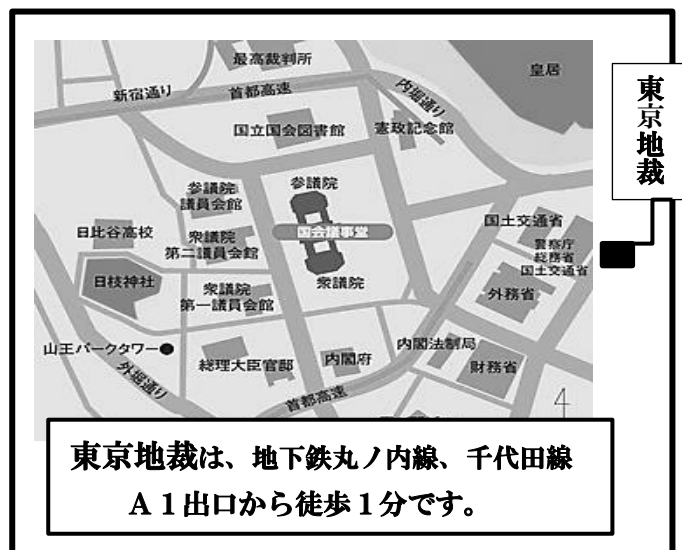 最高裁判所
皇居
新宿通り
首都高速
内堀通り
国立国会図書館
憲政記念館
東京地裁
参議院
議員会館
参議院
国会議事堂
衆議院
日比谷高校
衆議院
第二議員会館
国土交通省
警察庁
総務省
国土交通省
日枝神社
衆議院
第一議員会館
外務省
山王パークタワー
外堀通り
総理大臣官邸
内閣府
内閣法制局
財務省
首都高速
4
東京地裁は、地下鉄丸ノ内線、千代田線
A1出口から徒歩1分です。